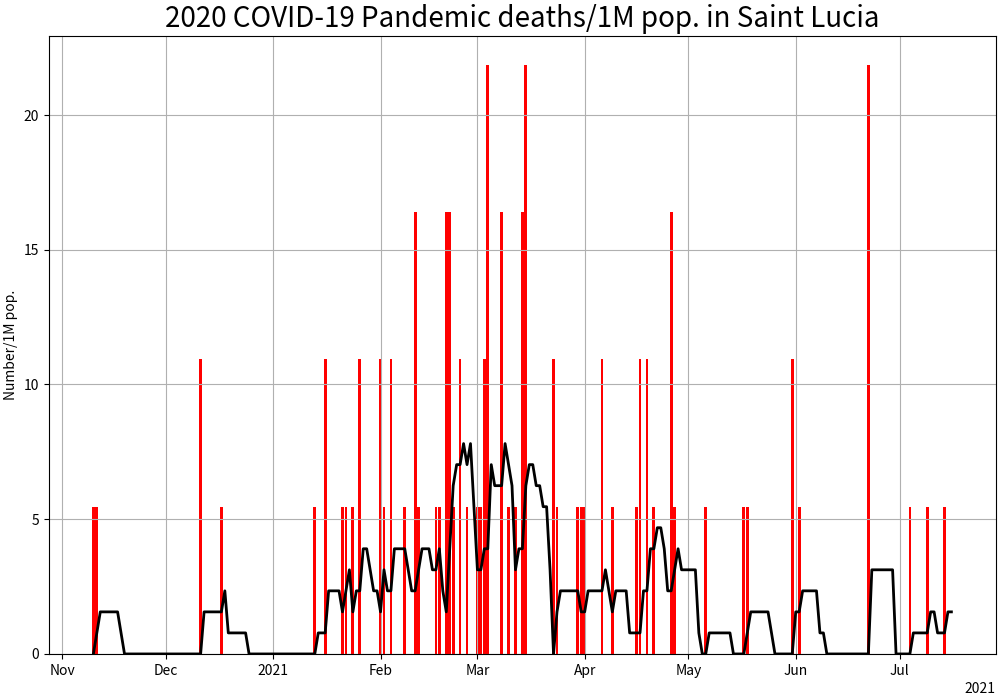 2020 COVID-19 Pandemic deaths/1M pop. in Saint Lucia
Number/1M pop.
20
15
10
5
0
Nov Dec 2021 Feb Mar Apr May Jun Jul
2021